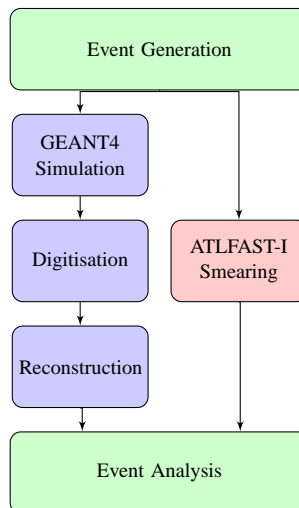 Event Generation
GEANT4
Simulation
Digitisation
ATLFAST-I
Smearing
Reconstruction
Event Analysis